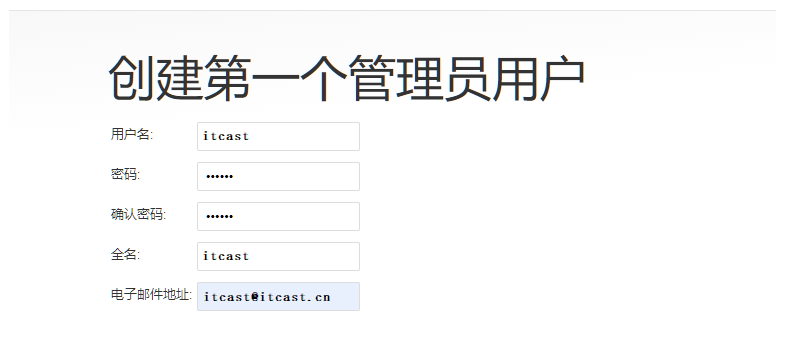 创建第一个管理员用户
用户名: itcast
密码: ••••••
确认密码: ••••••
全名: itcast
电子邮件地址: itcast@itcast.cn